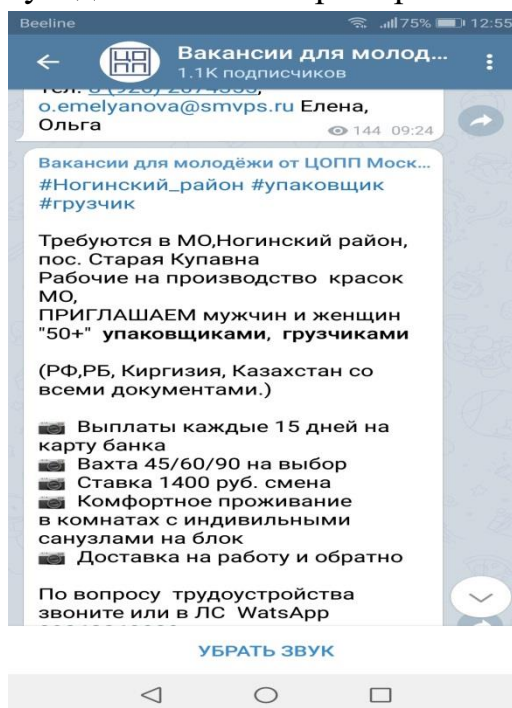 Beeline 75% 12:55
Вакансии для молод...
1.1К подписчиков
o.emelyanova@smvps.ru Елена,
Ольга
144 09:24
Вакансии для молодёжи от ЦОПП Моск...
#Ногинский_район #упаковщик
#грузчик
Требуются в МО,Ногинский район,
пос. Старая Купавна
Рабочие на производство красок
МО,
ПРИГЛАШАЕМ мужчин и женщин
"50+" упаковщиками, грузчиками
(РФ,РБ, Киргизия, Казахстан со
всеми документами.)
Выплаты каждые 15 дней на
карту банка
Вахта 45/60/90 на выбор
Ставка 1400 руб. смена
Комфортное проживание
в комнатах с индивильными
санузлами на блок
Доставка на работу и обратно
По вопросу трудоустройства
звоните или в ЛС WatsApp
УБРАТЬ ЗВУК